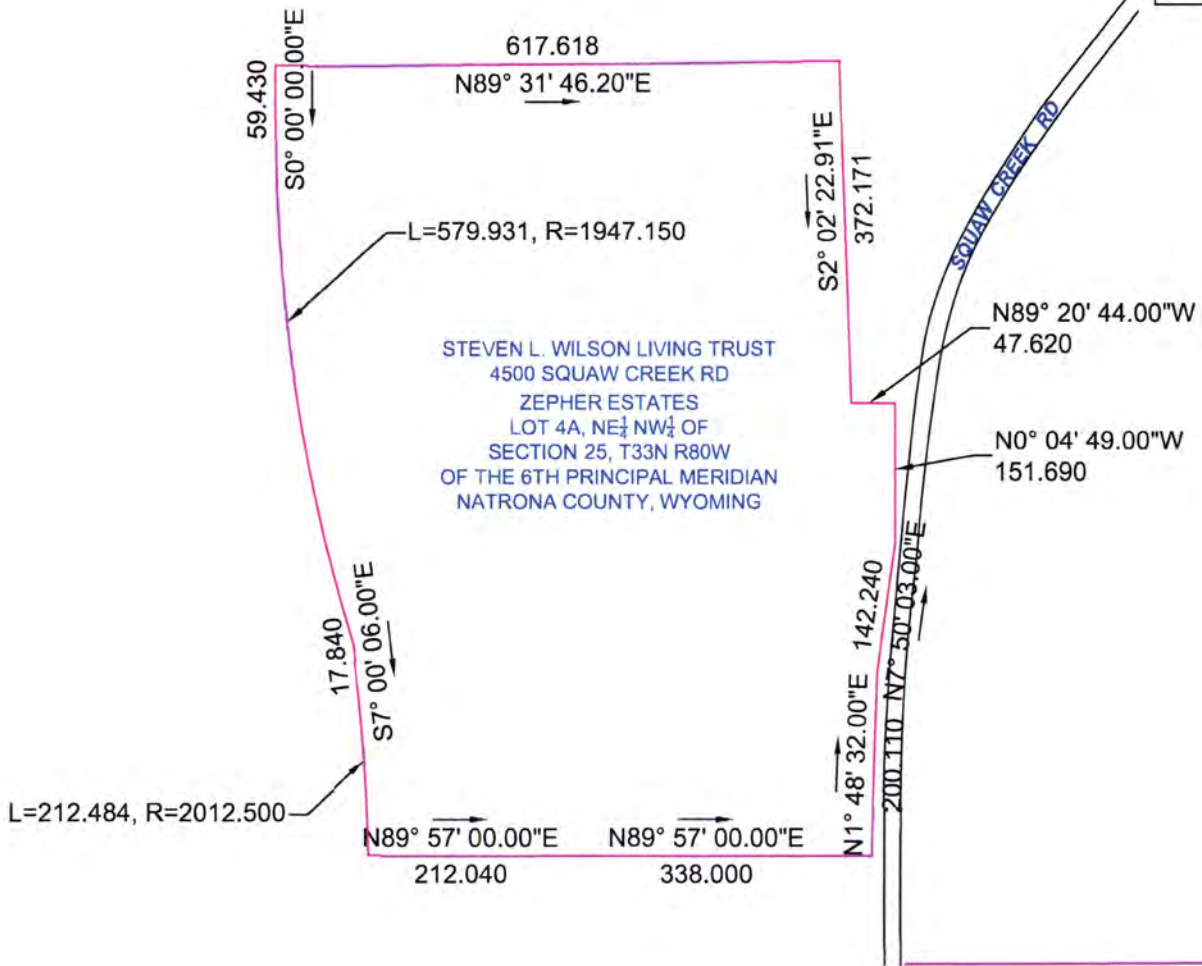 617.618
N89° 31' 46.20"E
59.430
S0° 00' 00.00"E
S2° 02' 22.91"E
372.171
SQUAW CREEK RD
L=579.931, R=1947.150
N89° 20' 44.00"W
47.620
STEVEN L. WILSON LIVING TRUST
4500 SQUAW CREEK RD
ZEPHER ESTATES
LOT 4A, NE¼ NW¼ OF
SECTION 25, T33N R80W
OF THE 6TH PRINCIPAL MERIDIAN
NATRONA COUNTY, WYOMING
N0° 04' 49.00"W
151.690
17.840
S7° 00' 06.00"E
N1° 48' 32.00"E 142.240
200.110 N7° 50' 03.00"E
L=212.484, R=2012.500
N89° 57' 00.00"E
N89° 57' 00.00"E
212.040
338.000